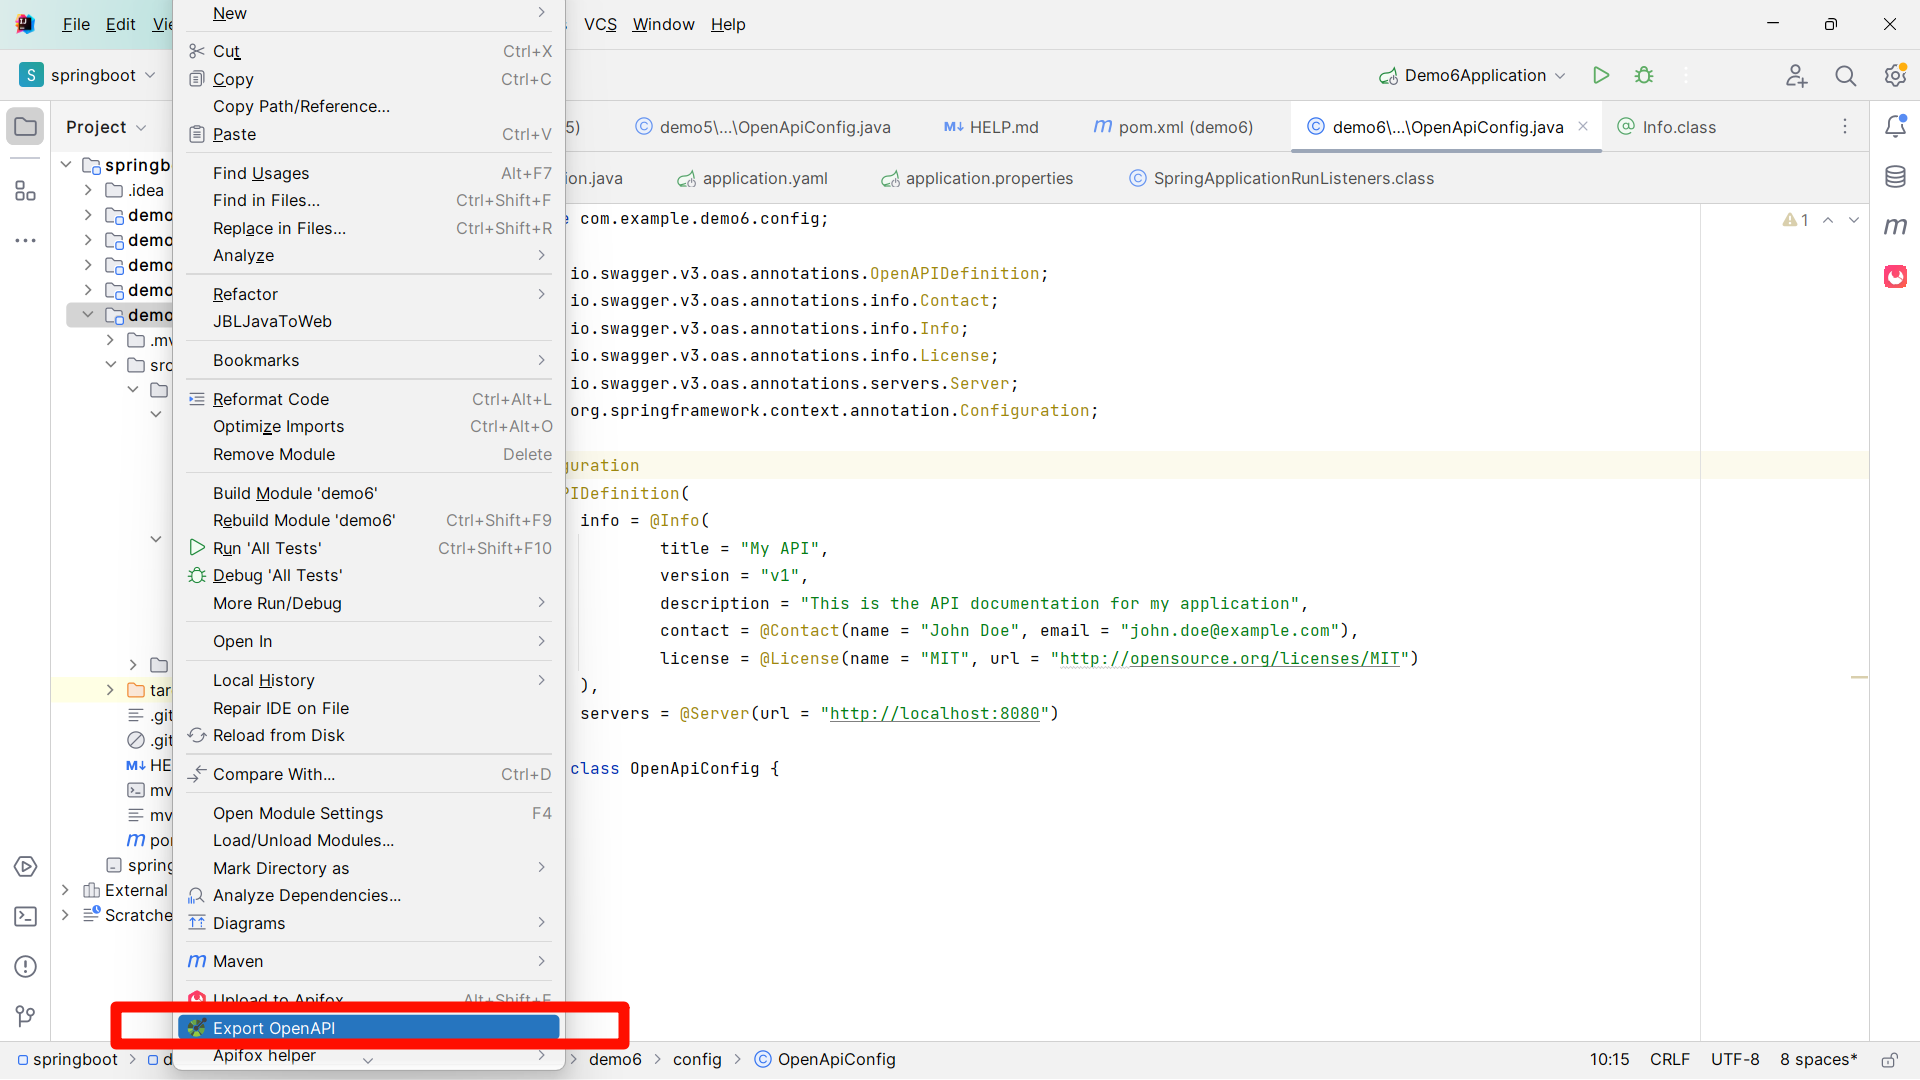 File Edit Vie VCS Window Help
S springboot Demo6Application
Project
5) demo5\...\OpenApiConfig.java M↓ HELP.md m pom.xml (demo6) demo6\...\OpenApiConfig.java @ Info.class
ion.java application.yaml application.properties SpringApplicationRunListeners.class
springb
.idea
demo
demo
demo
demo
demo
.mv
src
tar
.git
.git
M↓ HE
mv
mv
m por
spring
External
Scratche
New
Cut Ctrl+X
Copy Ctrl+C
Copy Path/Reference...
Paste Ctrl+V
Find Usages Alt+F7
Find in Files... Ctrl+Shift+F
Replace in Files... Ctrl+Shift+R
Analyze
Refactor
JBLJavaToWeb
Bookmarks
Reformat Code Ctrl+Alt+L
Optimize Imports Ctrl+Alt+O
Remove Module Delete
Build Module 'demo6'
Rebuild Module 'demo6' Ctrl+Shift+F9
Run 'All Tests' Ctrl+Shift+F10
Debug 'All Tests'
More Run/Debug
Open In
Local History
Repair IDE on File
Reload from Disk
Compare With... Ctrl+D
Open Module Settings F4
Load/Unload Modules...
Mark Directory as
Analyze Dependencies...
Diagrams
m Maven
Upload to Apifox Alt+Shift+E
Export OpenAPI
Apifox helper
e com.example.demo6.config;
io.swagger.v3.oas.annotations.OpenAPIDefinition;
io.swagger.v3.oas.annotations.info.Contact;
io.swagger.v3.oas.annotations.info.Info;
io.swagger.v3.oas.annotations.info.License;
io.swagger.v3.oas.annotations.servers.Server;
org.springframework.context.annotation.Configuration;
guration
PIDefinition(
info = @Info(
title = "My API",
version = "v1",
description = "This is the API documentation for my application",
contact = @Contact(name = "John Doe", email = "john.doe@example.com"),
license = @License(name = "MIT", url = "http://opensource.org/licenses/MIT")
),
servers = @Server(url = "http://localhost:8080")
class OpenApiConfig {
1
m
springboot > d > demo6 > config > OpenApiConfig 10:15 CRLF UTF-8 8 spaces*